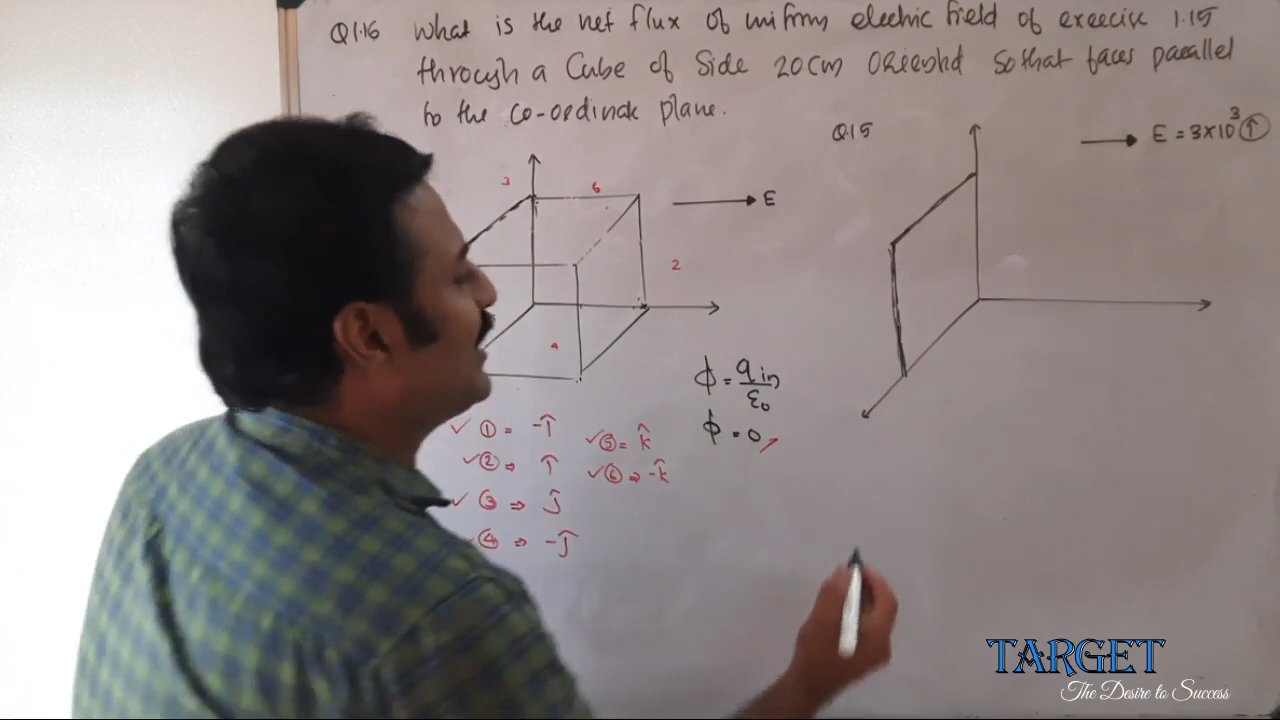 Q1.16 What is the net flux of unifrom electric field of exercise 1.15
through a Cube of Side 20cm Oriented so that faces parallel
to the co-ordinate plane.
Q1.15
E = 3×10³ î
3
6
E
2
4
ϕ = q in / ε₀
ϕ = 0
① = -î
② ⇒ î
③ ⇒ ĵ
④ ⇒ -ĵ
⑤ = k̂
⑥ ⇒ -k̂
TARGET
The Desire to Success